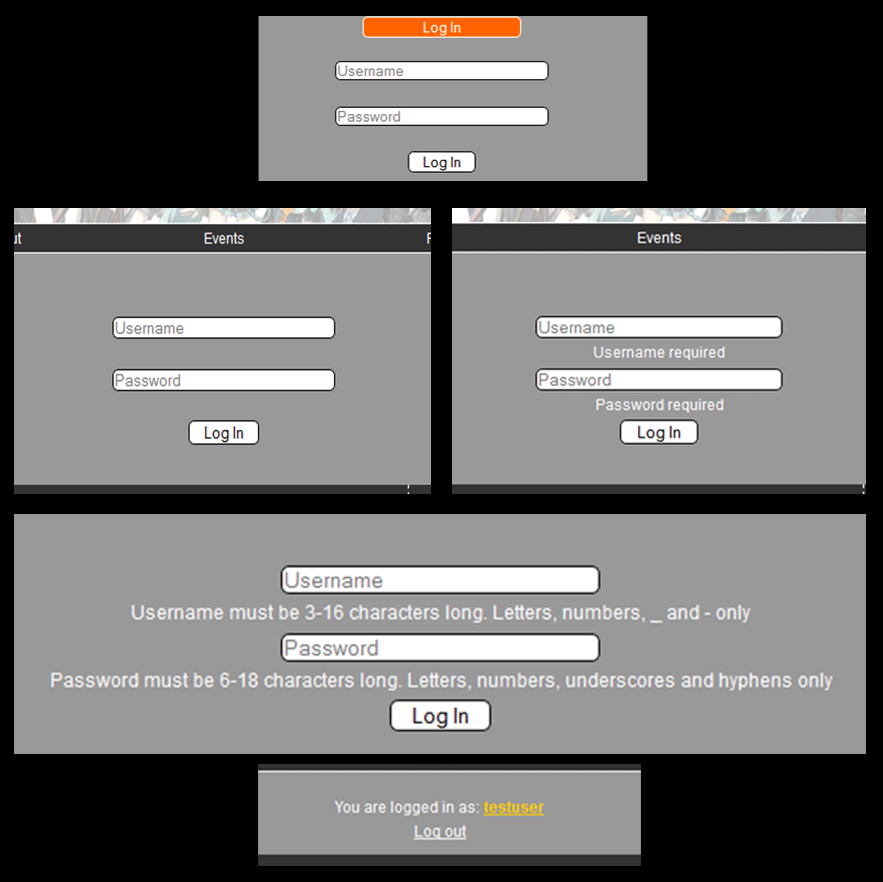 Log In
Username
Password
Log In
ut Events
Username
Password
Log In
Events
Username
Username required
Password
Password required
Log In
Username
Username must be 3-16 characters long. Letters, numbers, _ and - only
Password
Password must be 6-18 characters long. Letters, numbers, underscores and hyphens only
Log In
You are logged in as: testuser
Log out